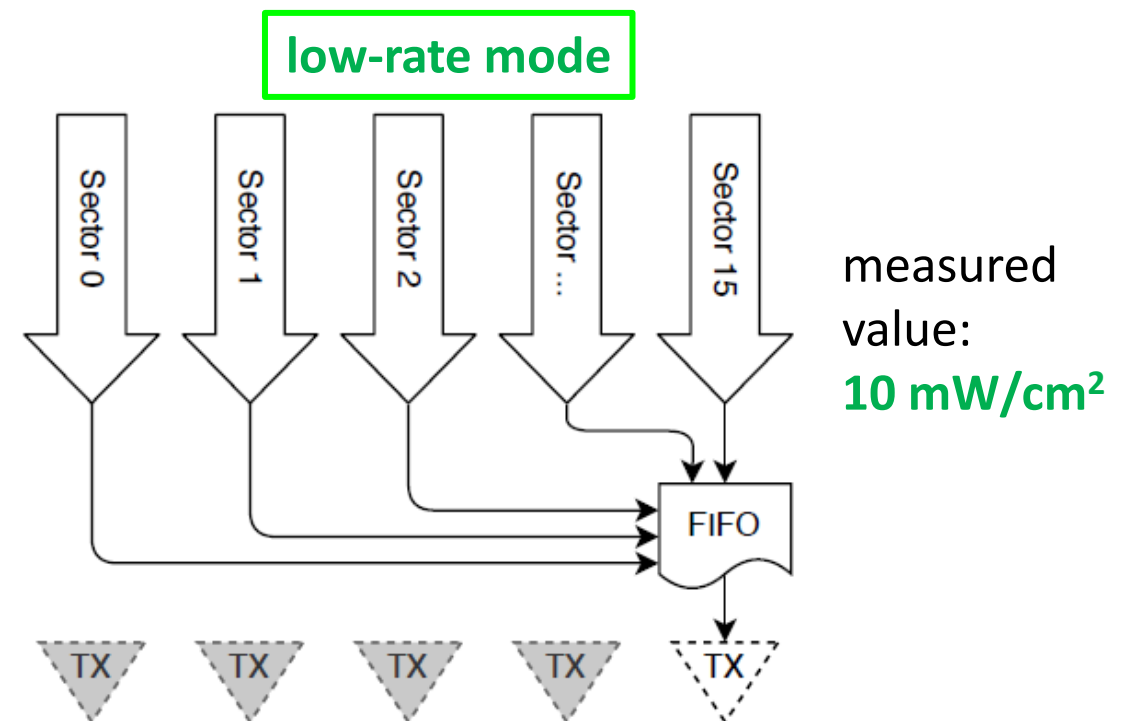 low-rate mode
Sector 0
Sector 1
Sector 2
Sector ...
Sector 15
measured
value:
10 mW/cm²
FIFO
TX
TX
TX
TX
TX